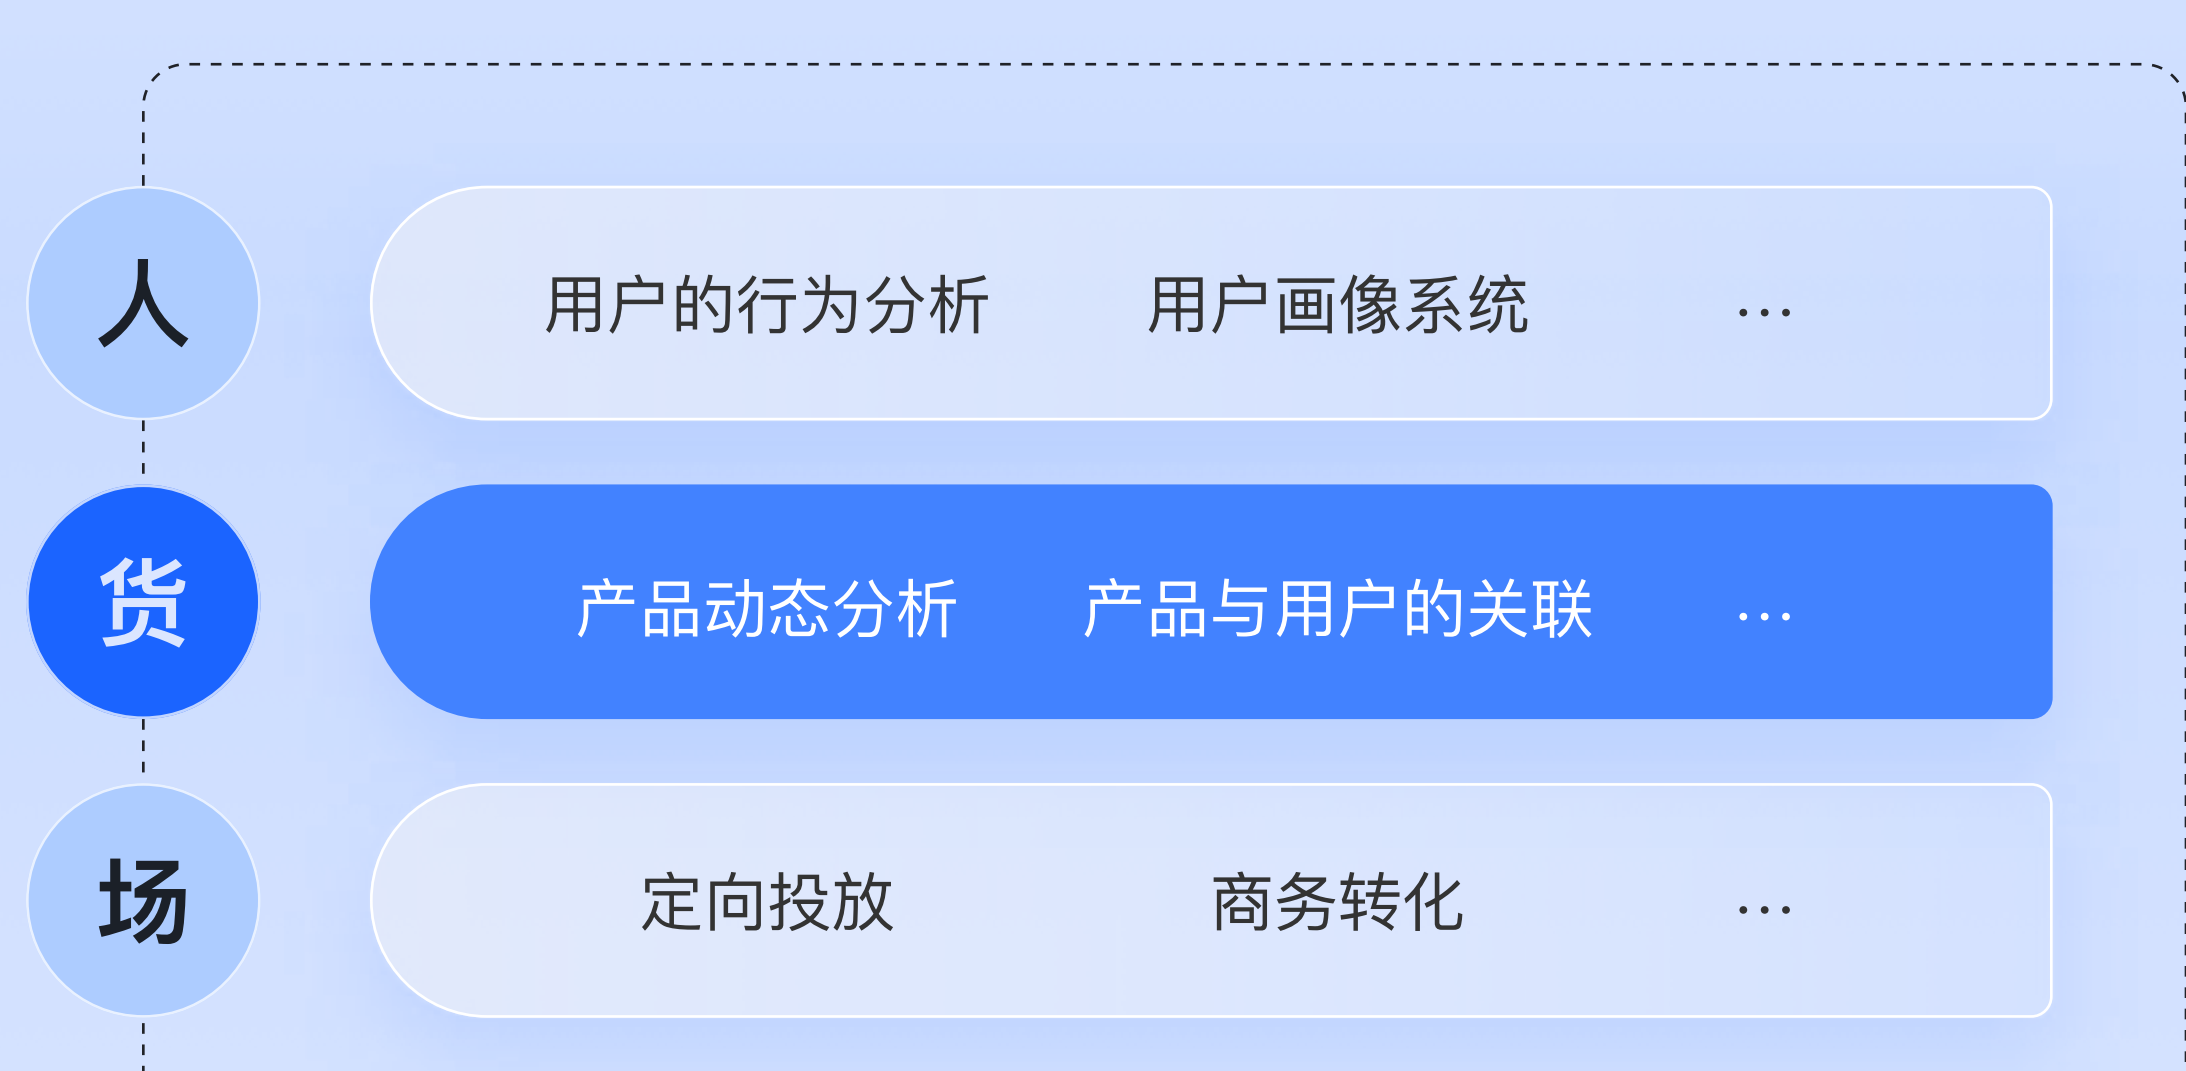 人
用户的行为分析 用户画像系统 ...
货
产品动态分析 产品与用户的关联 ...
场
定向投放 商务转化 ...